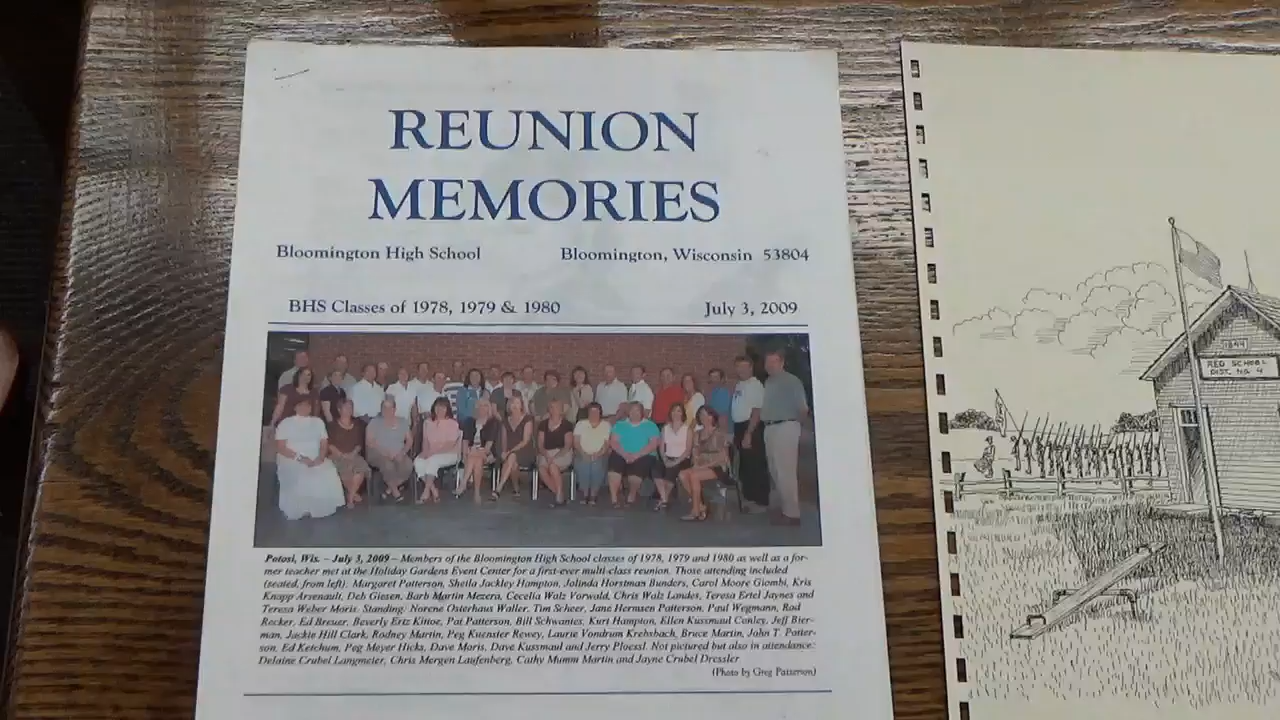 REUNION
MEMORIES
Bloomington High School Bloomington, Wisconsin 53804
BHS Classes of 1978, 1979 & 1980 July 3, 2009
Potosi, Wis. – July 3, 2009 – Members of the Bloomington High School classes of 1978, 1979 and 1980 as well as a for-
mer teacher met at the Holiday Gardens Event Center for a first-ever multi-class reunion. Those attending included
(seated, from left): Margaret Patterson, Sheila Jackley Hampton, Jolinda Horstman Bunders, Carol Moore Giombi, Kris
Knapp Arsenault, Deb Giesen, Barb Martin Mezera, Cecelia Walz Vorwald, Chris Walz Landes, Teresa Ertel Jaynes and
Teresa Weber Moris. Standing: Norene Osterhaus Waller, Tim Scheer, Jane Hermsen Patterson, Paul Wegmann, Rod
Recker, Ed Breuer, Beverly Ertz Kittoe, Pat Patterson, Bill Schwantes, Kurt Hampton, Ellen Kussmaul Conley, Jeff Bier-
man, Jackie Hill Clark, Rodney Martin, Peg Kuenster Rewey, Laurie Vondrum Krehsbach, Bruce Martin, John T. Patter-
son, Ed Ketchum, Peg Meyer Hicks, Dave Moris, Dave Kussmaul and Jerry Ploessl. Not pictured but also in attendance:
Delaine Crubel Langmeier, Chris Mergen Laufenberg, Cathy Mumm Martin and Jayne Crubel Dressler
(Photo by Greg Patterson)
1844
RED SCHOOL
DIST. NO. 4